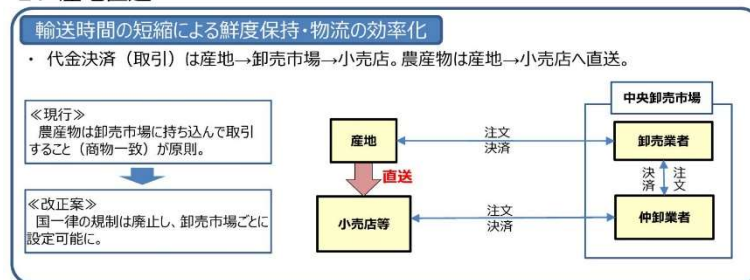 輸送時間の短縮による鮮度保持・物流の効率化
・ 代金決済（取引）は産地→卸売市場→小売店。農産物は産地→小売店へ直送。
≪現行≫
農産物は卸売市場に持ち込んで取引
すること（商物一致）が原則。
≪改正案≫
国一律の規制は廃止し、卸売市場ごとに
設定可能に。
中央卸売市場
産地
注文
決済
卸売業者
直送
決済
注文
小売店等
注文
決済
仲卸業者